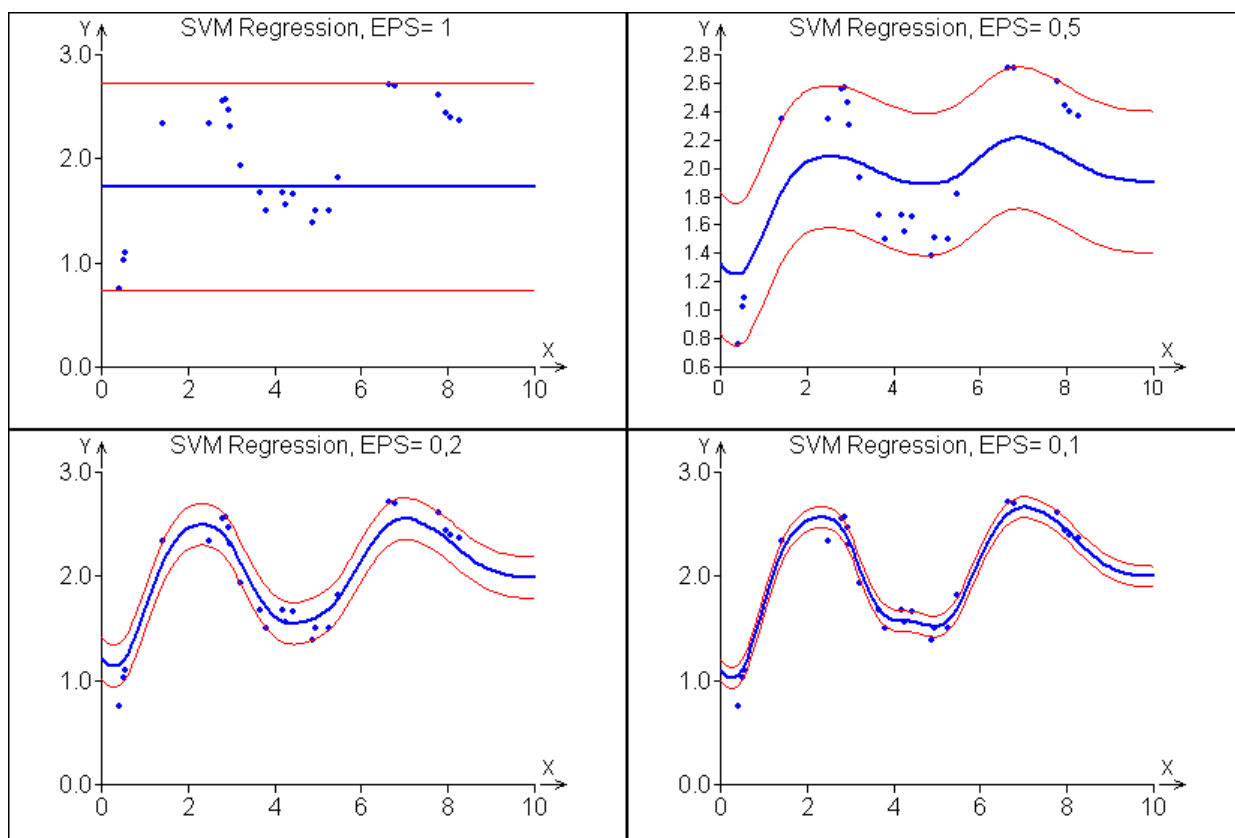 SVM Regression, EPS= 1
Y
3.0
2.0
1.0
0.0
X
0 2 4 6 8 10
SVM Regression, EPS= 0,5
Y
2.8
2.6
2.4
2.2
2.0
1.8
1.6
1.4
1.2
1.0
0.8
0.6
X
0 2 4 6 8 10
SVM Regression, EPS= 0,2
Y
3.0
2.0
1.0
0.0
X
0 2 4 6 8 10
SVM Regression, EPS= 0,1
Y
3.0
2.0
1.0
0.0
X
0 2 4 6 8 10